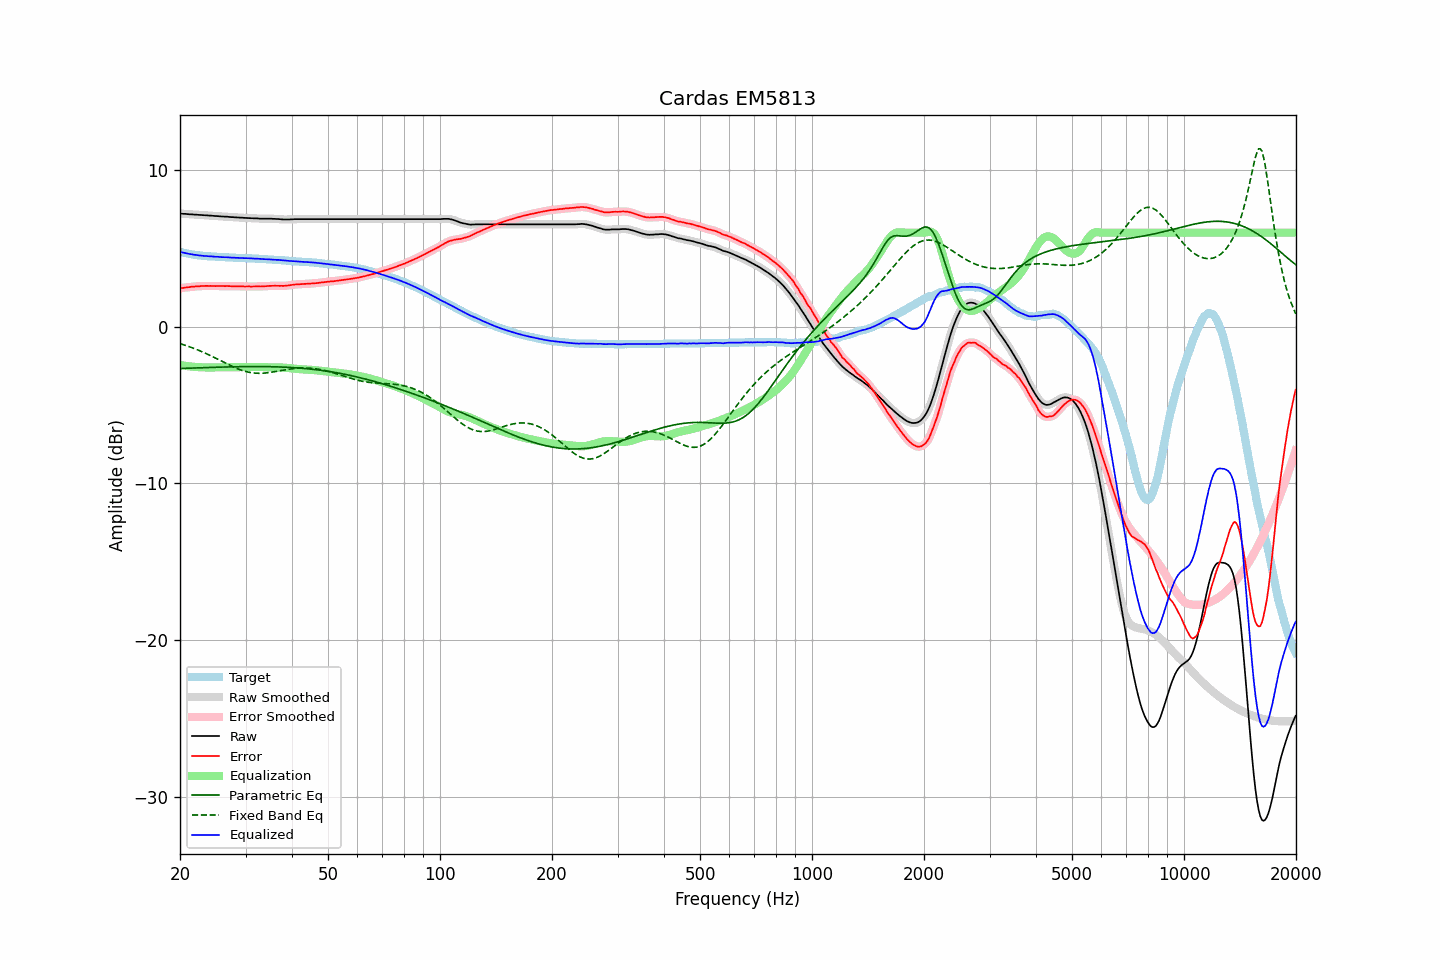 Cardas EM5813
Amplitude (dBr)
10
0
−10
−20
−30
Target
Raw Smoothed
Error Smoothed
Raw
Error
Equalization
Parametric Eq
Fixed Band Eq
Equalized
20 50 100 200 500 1000 2000 5000 10000 20000
Frequency (Hz)